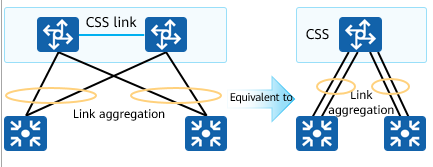 CSS link
Link aggregation
Equivalent to
CSS
Link
aggregation